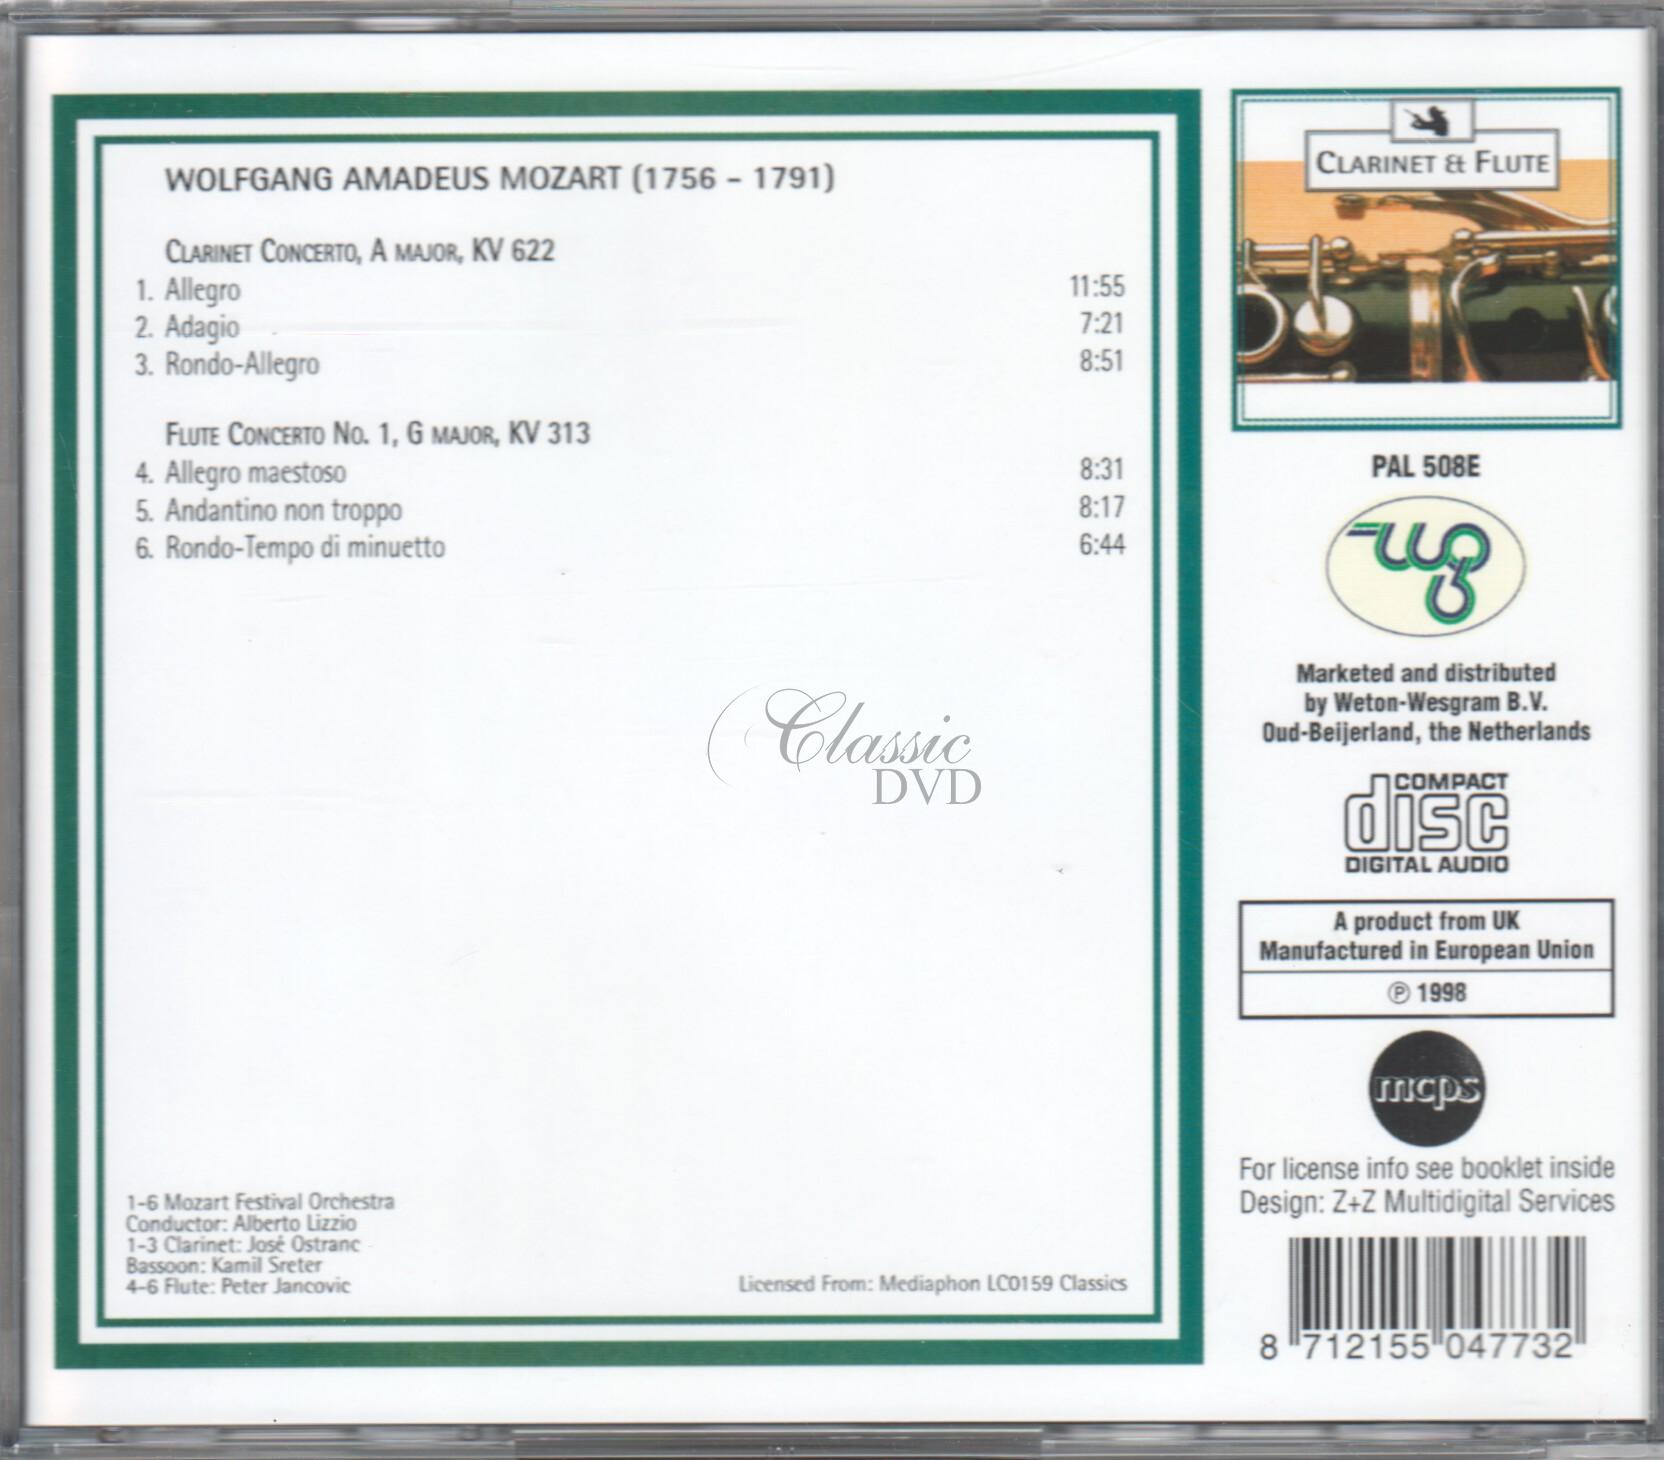 WOLFGANG AMADEUS MOZART (1756 – 1791)
CLARINET CONCERTO, A MAJOR, KV 622
1. Allegro 11:55
2. Adagio 7:21
3. Rondo-Allegro 8:51
FLUTE CONCERTO NO. 1, G MAJOR, KV 313
4. Allegro maestoso 8:31
5. Andantino non troppo 8:17
6. Rondo-Tempo di minuetto 6:44
Classic
DVD
1-6 Mozart Festival Orchestra
Conductor: Alberto Lizzio
1-3 Clarinet: José Ostranc
Bassoon: Kamil Sreter
4-6 Flute: Peter Jancovic
Licensed From: Mediaphon LC0159 Classics
CLARINET & FLUTE
PAL 508E
Marketed and distributed
by Weton-Wesgram B.V.
Oud-Beijerland, the Netherlands
COMPACT
disc
DIGITAL AUDIO
A product from UK
Manufactured in European Union
℗ 1998
mcps
For license info see booklet inside
Design: Z+Z Multidigital Services
8 712155 047732